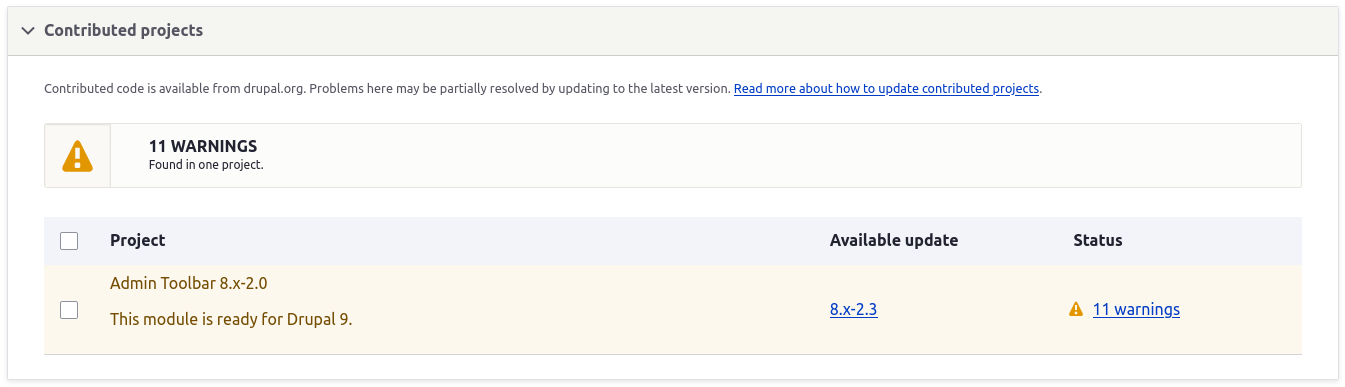 Contributed projects
Contributed code is available from drupal.org. Problems here may be partially resolved by updating to the latest version. Read more about how to update contributed projects.
11 WARNINGS
Found in one project.
Project Available update Status
Admin Toolbar 8.x-2.0
This module is ready for Drupal 9.
8.x-2.3 11 warnings